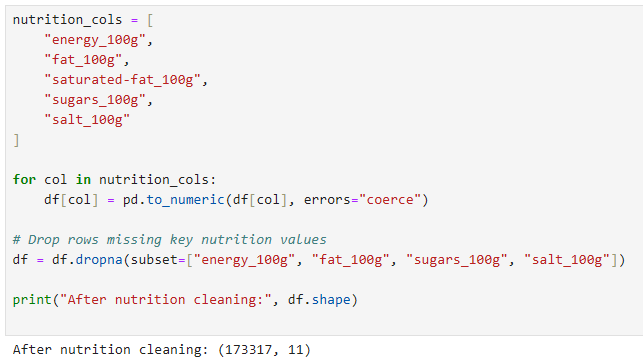 nutrition_cols = [
    "energy_100g",
    "fat_100g",
    "saturated-fat_100g",
    "sugars_100g",
    "salt_100g"
]
for col in nutrition_cols:
    df[col] = pd.to_numeric(df[col], errors="coerce")
# Drop rows missing key nutrition values
df = df.dropna(subset=["energy_100g", "fat_100g", "sugars_100g", "salt_100g"])
print("After nutrition cleaning:", df.shape)
After nutrition cleaning: (173317, 11)